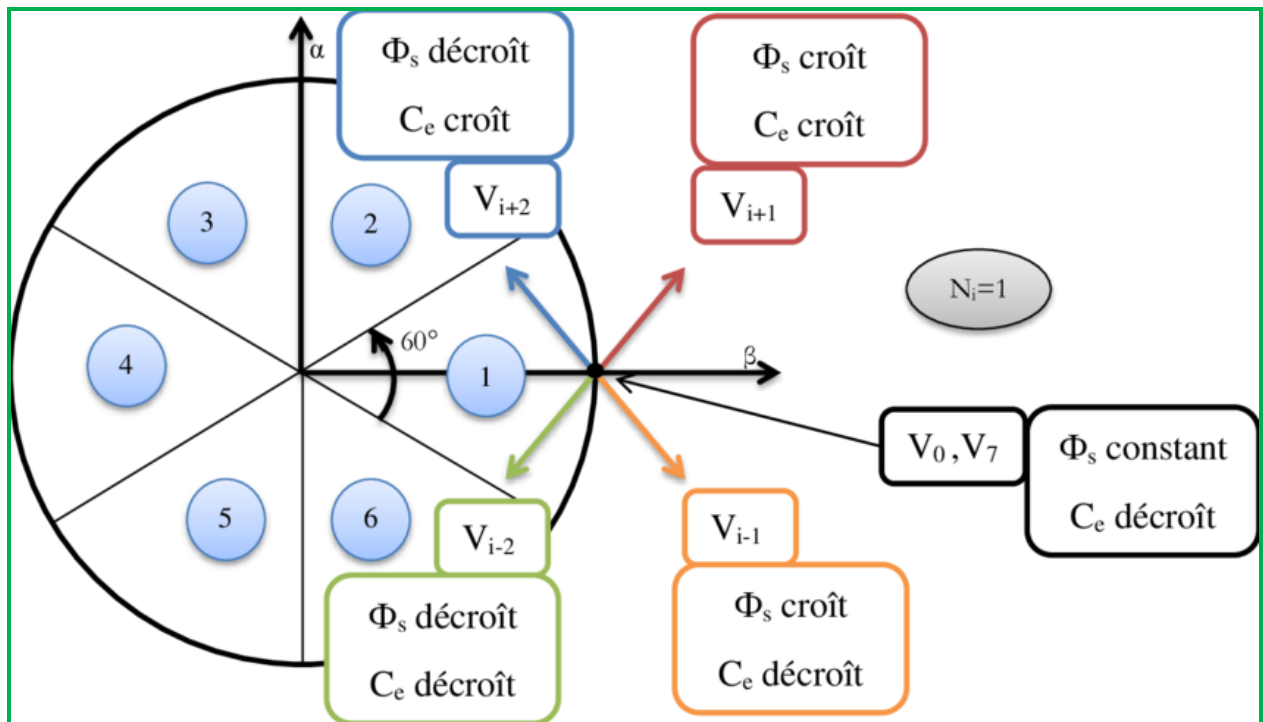 α
Φs décroît
Ce croît
Vi+2
Φs croît
Ce croît
Vi+1
3
2
Ni=1
60°
β
4
1
V0 ,V7
Φs constant
Ce décroît
5
6
Vi-2
Φs décroît
Ce décroît
Vi-1
Φs croît
Ce décroît